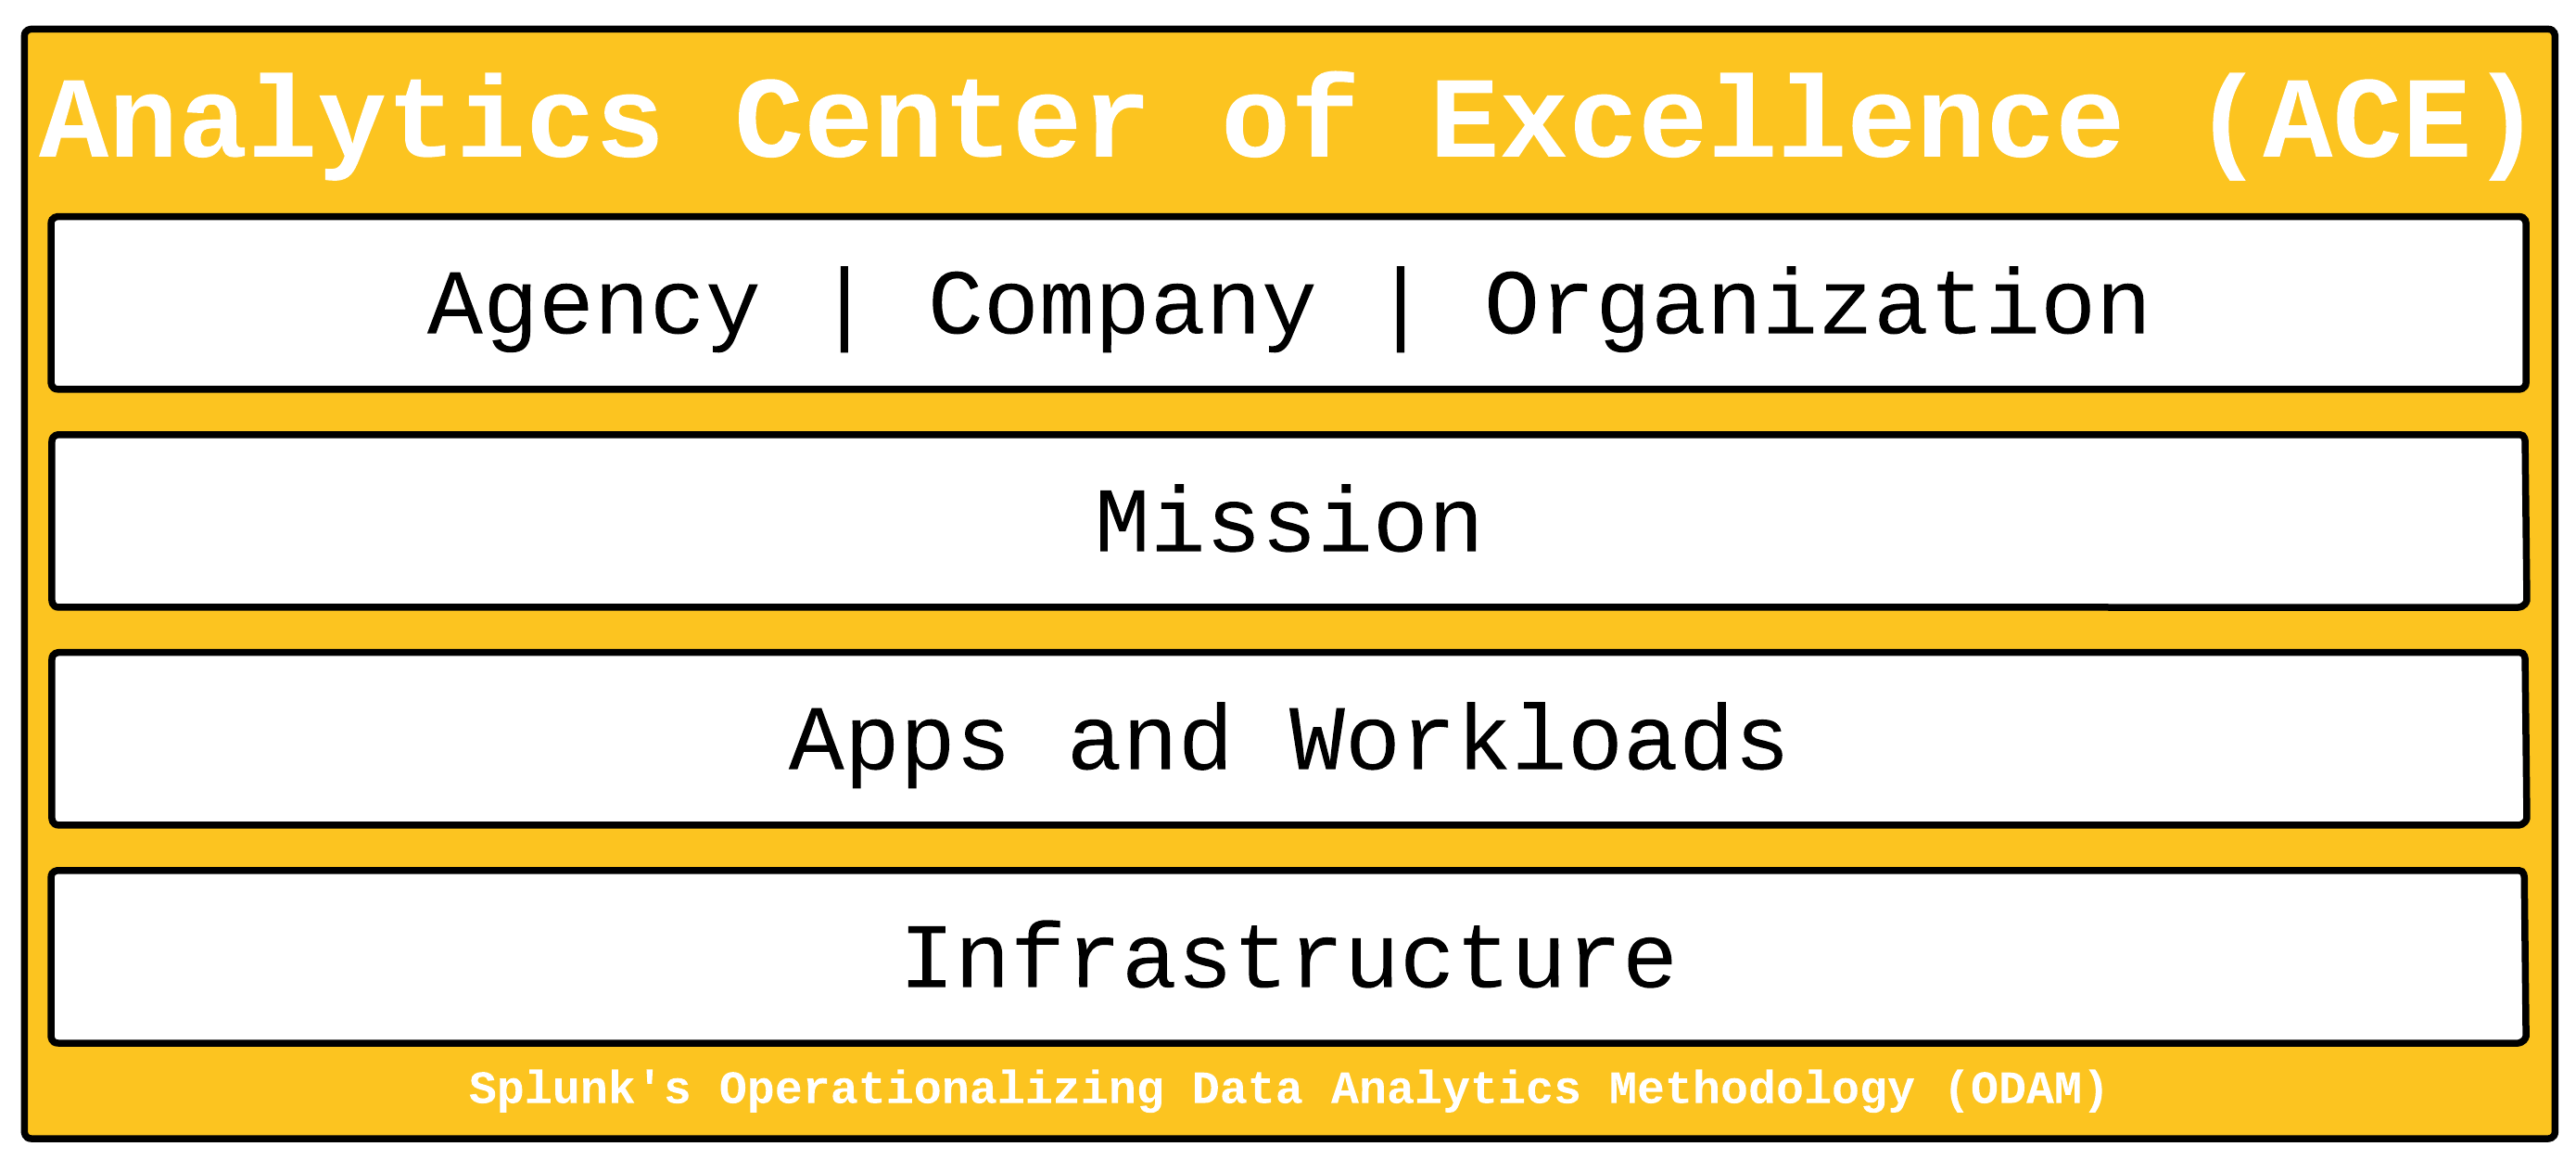 Analytics Center of Excellence (ACE)
Agency | Company | Organization
Mission
Apps and Workloads
Infrastructure
Splunk's Operationalizing Data Analytics Methodology (ODAM)